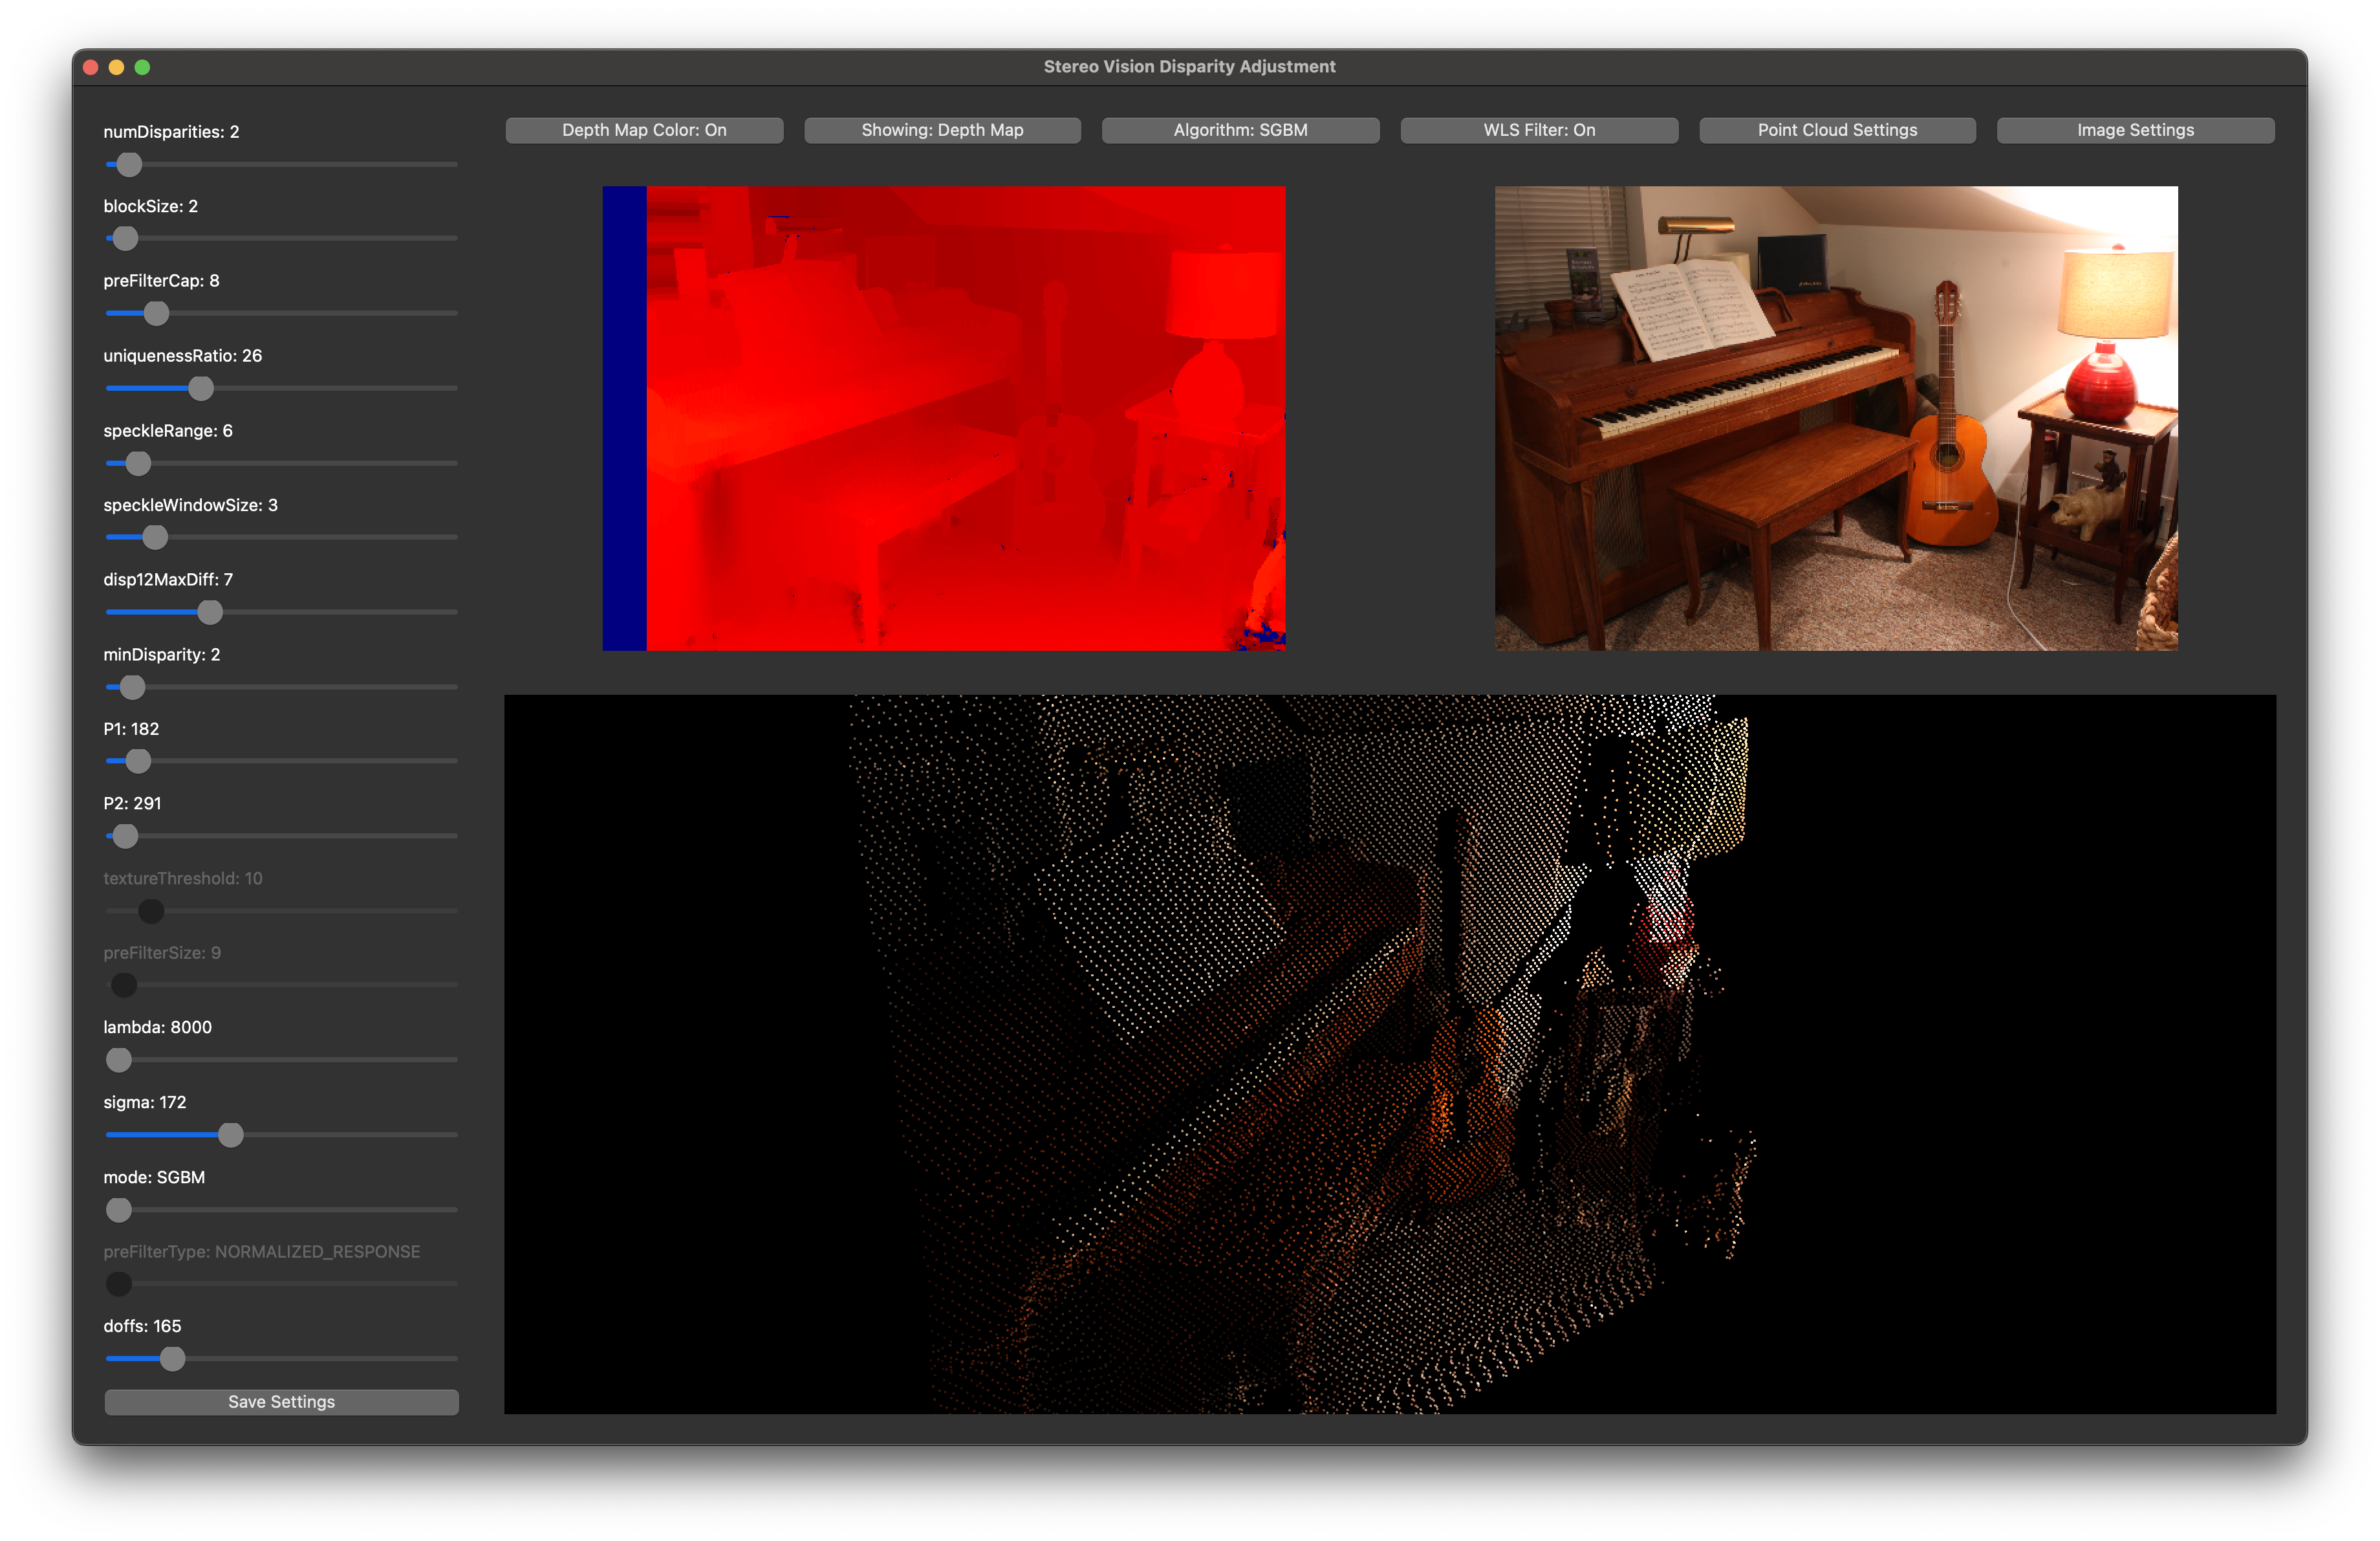 Stereo Vision Disparity Adjustment
Depth Map Color: On
Showing: Depth Map
Algorithm: SGBM
WLS Filter: On
Point Cloud Settings
Image Settings
numDisparities: 2
blockSize: 2
preFilterCap: 8
uniquenessRatio: 26
speckleRange: 6
speckleWindowSize: 3
disp12MaxDiff: 7
minDisparity: 2
P1: 182
P2: 291
textureThreshold: 10
preFilterSize: 9
lambda: 8000
sigma: 172
mode: SGBM
preFilterType: NORMALIZED_RESPONSE
doffs: 165
Save Settings